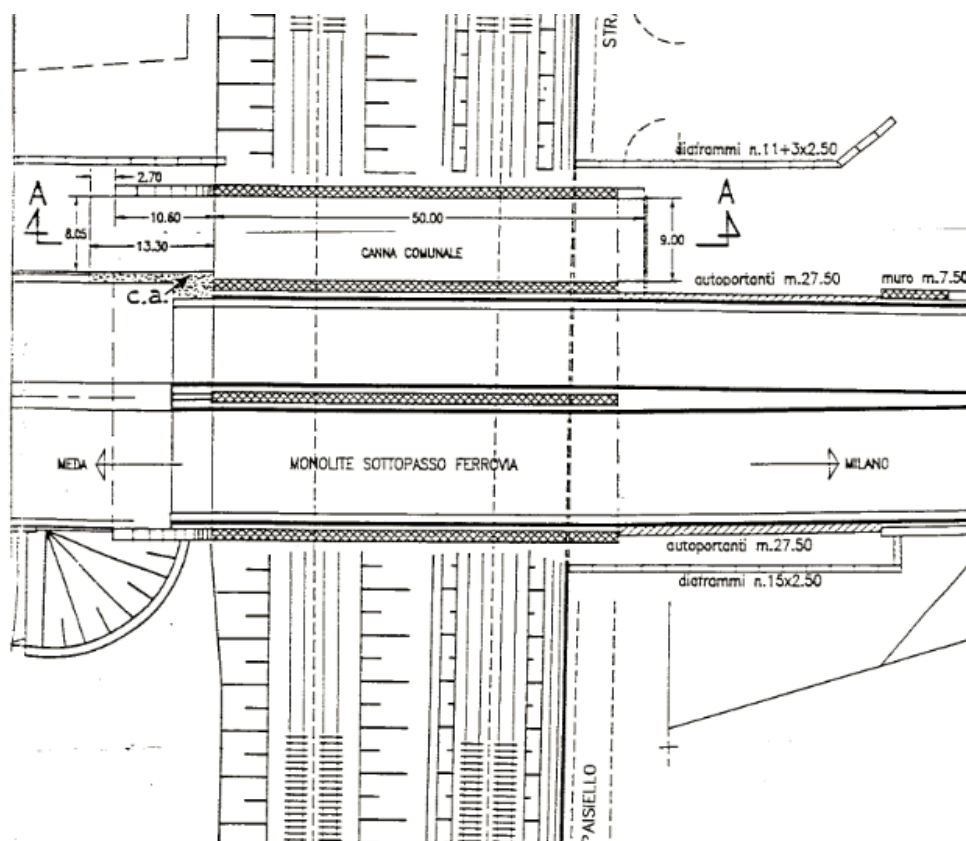 STRA
diaframmi n.11+3x2.50
A
2.70
A
10.60
50.00
8.05
9.00
13.30
CANNA COMUNALE
autoportanti m.27.50
muro m.7.50
c.a.
MEDA
MONOLITE SOTTOPASSO FERROVIA
MILANO
autoportanti m.27.50
diaframmi n.15x2.50
PAISIELLO